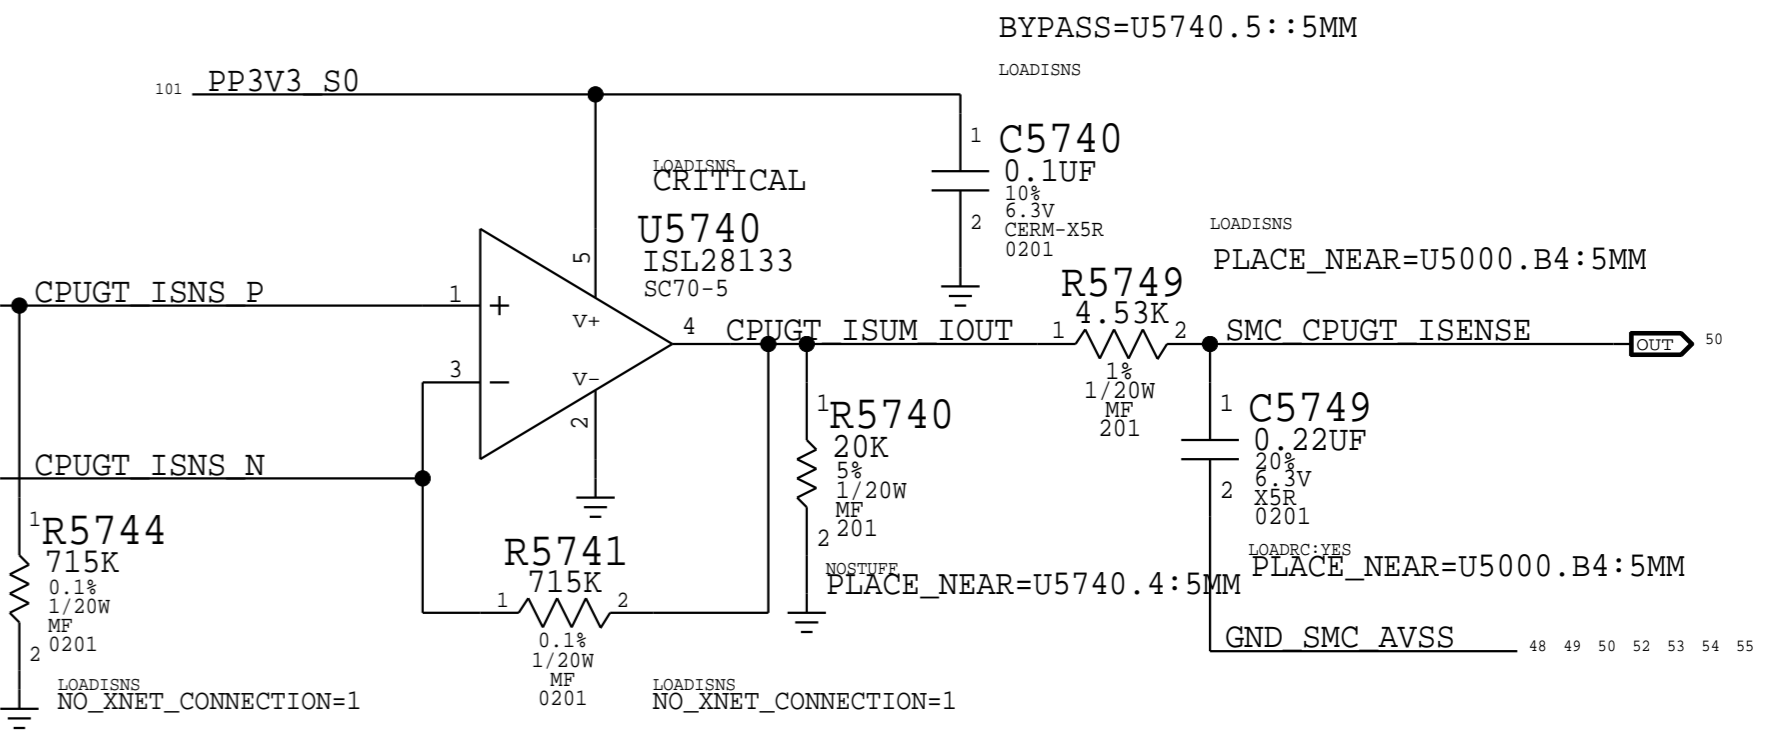 BYPASS=U5740.5::5MM
LOADISNS
101 PP3V3_S0
1 C5740
0.1UF
10%
6.3V
2 CERM-X5R
0201
LOADISNS
CRITICAL
U5740
ISL28133
SC70-5
5
V+
V-
2
LOADISNS
PLACE_NEAR=U5000.B4:5MM
R5749
4.53K
1 2
1%
1/20W
MF
201
CPUGT_ISNS_P 1 +
CPUGT_ISNS_N 3 -
4 CPUGT_ISUM_IOUT
SMC_CPUGT_ISENSE OUT 50
1 R5740
20K
5%
1/20W
MF
2 201
NOSTUFF
PLACE_NEAR=U5740.4:5MM
1 C5749
0.22UF
20%
6.3V
2 X5R
0201
LOADRC:YES
PLACE_NEAR=U5000.B4:5MM
GND_SMC_AVSS 48 49 50 52 53 54 55
1 R5744
715K
0.1%
1/20W
MF
2 0201
LOADISNS
NO_XNET_CONNECTION=1
R5741
715K
1 2
0.1%
1/20W
MF
0201
LOADISNS
NO_XNET_CONNECTION=1